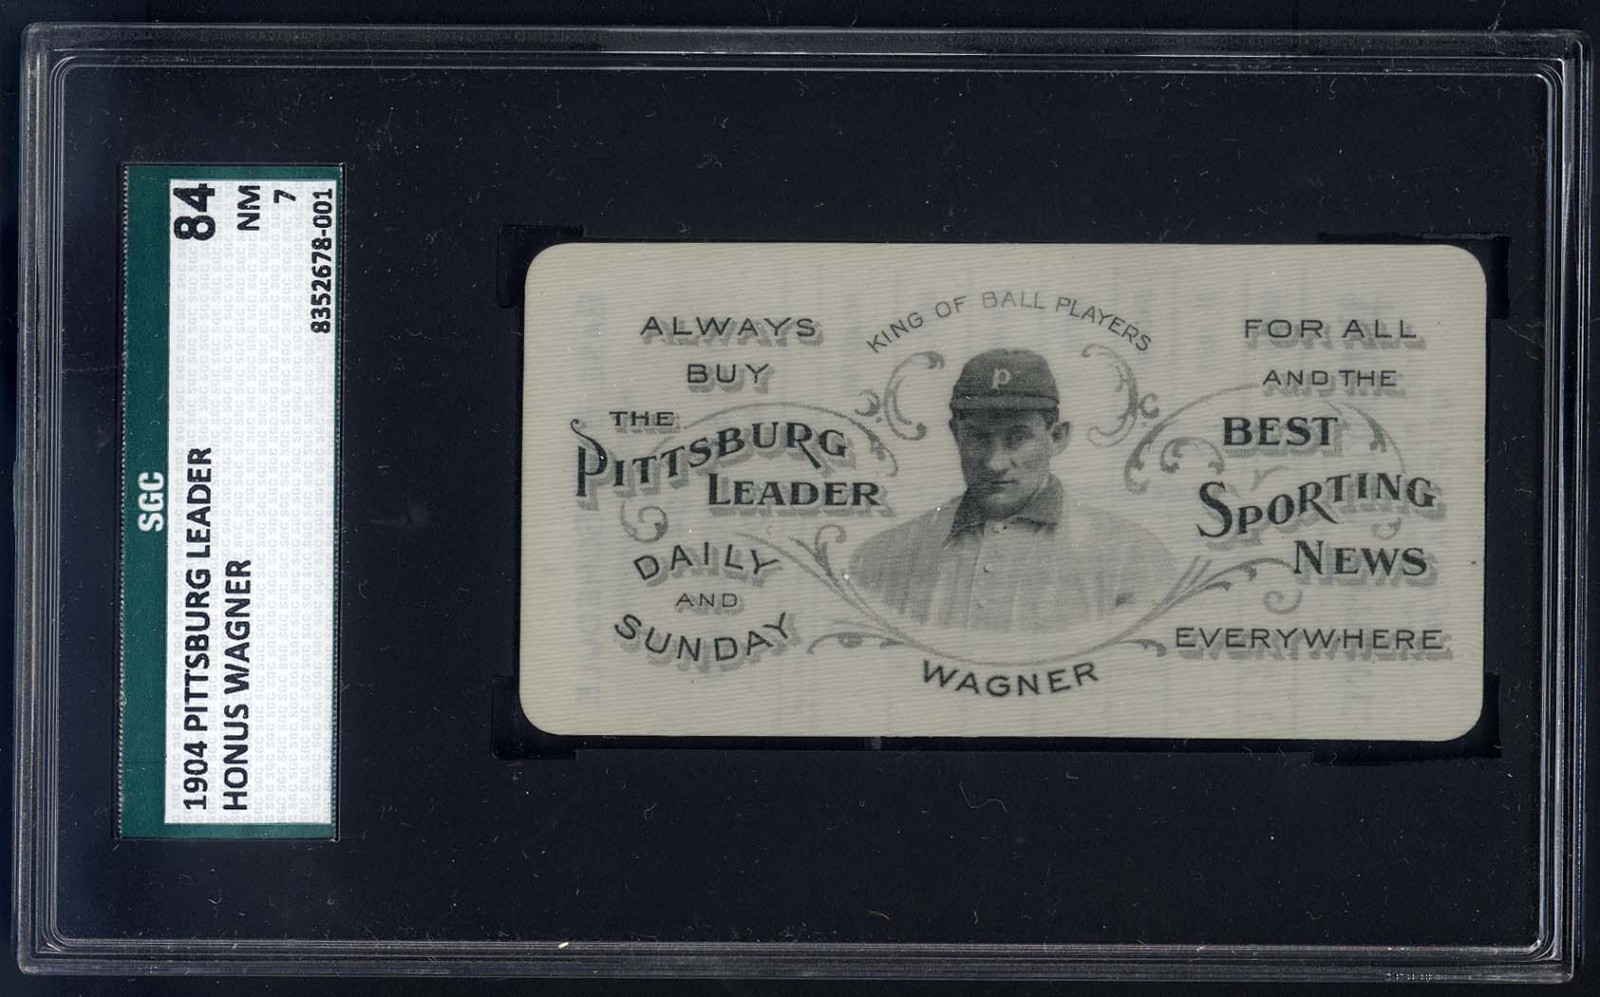 SGC
84
NM
7
8352678-001
1904 PITTSBURG LEADER
HONUS WAGNER
KING OF BALL PLAYERS
ALWAYS
BUY
THE
PITTSBURG
LEADER
DAILY
AND
SUNDAY
P
WAGNER
FOR ALL
AND THE
BEST
SPORTING
NEWS
EVERYWHERE